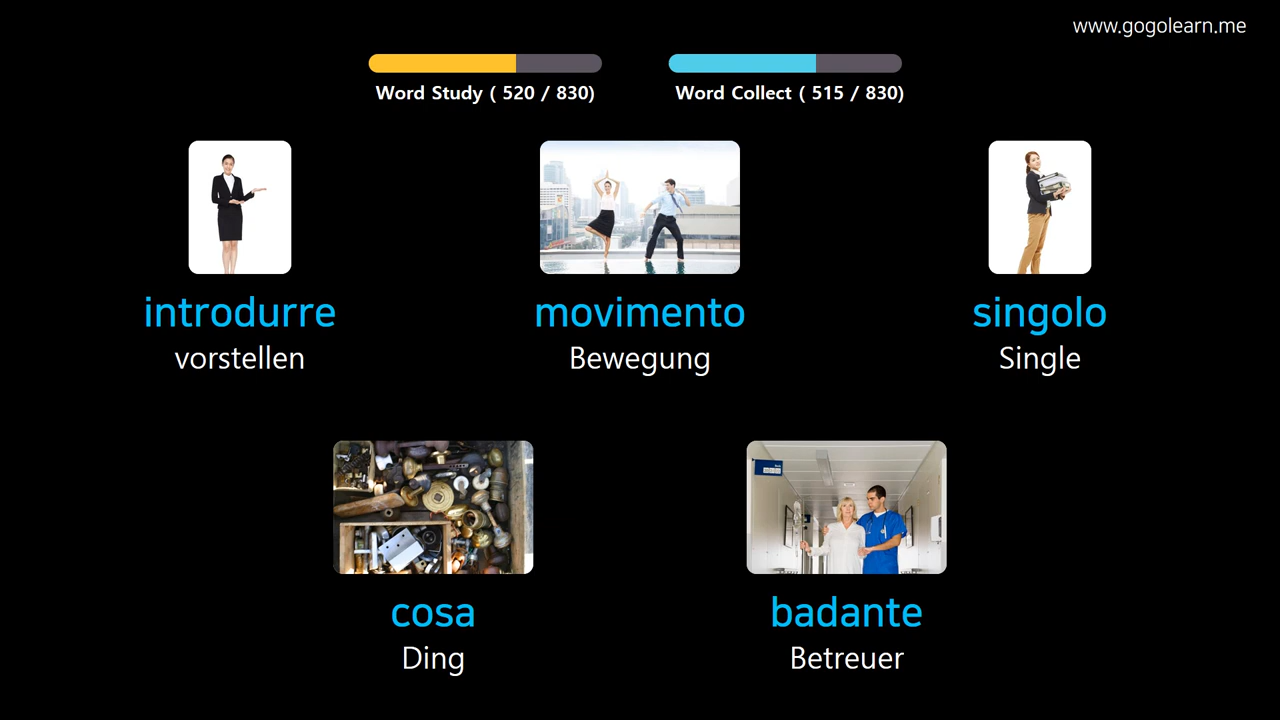 www.gogolearn.me
Word Study ( 520 / 830)
Word Collect ( 515 / 830)
introdurre
vorstellen
movimento
Bewegung
singolo
Single
cosa
Ding
badante
Betreuer